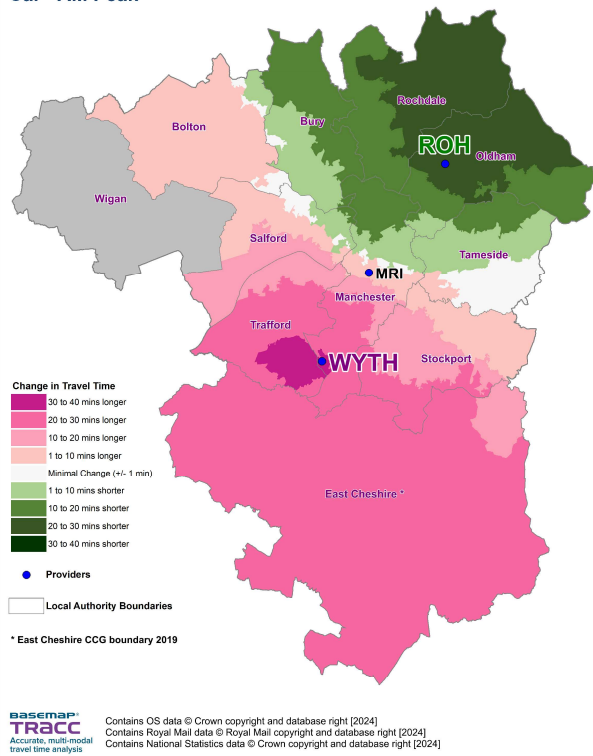 Rochdale
Bolton
Bury
ROH
Oldham
Wigan
Salford
Tameside
MRI
Manchester
Trafford
WYTH
Stockport
Change in Travel Time
30 to 40 mins longer
20 to 30 mins longer
10 to 20 mins longer
1 to 10 mins longer
Minimal Change (+/- 1 min)
1 to 10 mins shorter
10 to 20 mins shorter
20 to 30 mins shorter
30 to 40 mins shorter
East Cheshire *
Providers
Local Authority Boundaries
* East Cheshire CCG boundary 2019
BASEMAP®
TRACC
Accurate, multi-modal
travel time analysis
Contains OS data © Crown copyright and database right [2024]
Contains Royal Mail data © Royal Mail copyright and database right [2024]
Contains National Statistics data © Crown copyright and database right [2024]